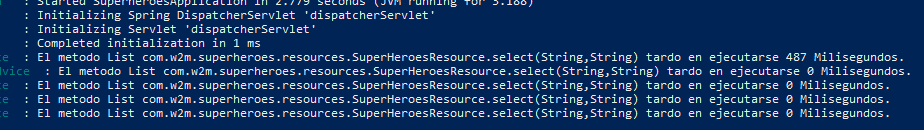 : Started SuperheroesApplication in 2.779 seconds (JVM running for 3.188)
: Initializing Spring DispatcherServlet 'dispatcherServlet'
: Initializing Servlet 'dispatcherServlet'
: Completed initialization in 1 ms
ce : El metodo List com.w2m.superheroes.resources.SuperHeroesResource.select(String,String) tardo en ejecutarse 487 Milisegundos.
dvice : El metodo List com.w2m.superheroes.resources.SuperHeroesResource.select(String,String) tardo en ejecutarse 0 Milisegundos.
ce : El metodo List com.w2m.superheroes.resources.SuperHeroesResource.select(String,String) tardo en ejecutarse 0 Milisegundos.
ce : El metodo List com.w2m.superheroes.resources.SuperHeroesResource.select(String,String) tardo en ejecutarse 0 Milisegundos.
ce : El metodo List com.w2m.superheroes.resources.SuperHeroesResource.select(String,String) tardo en ejecutarse 0 Milisegundos.